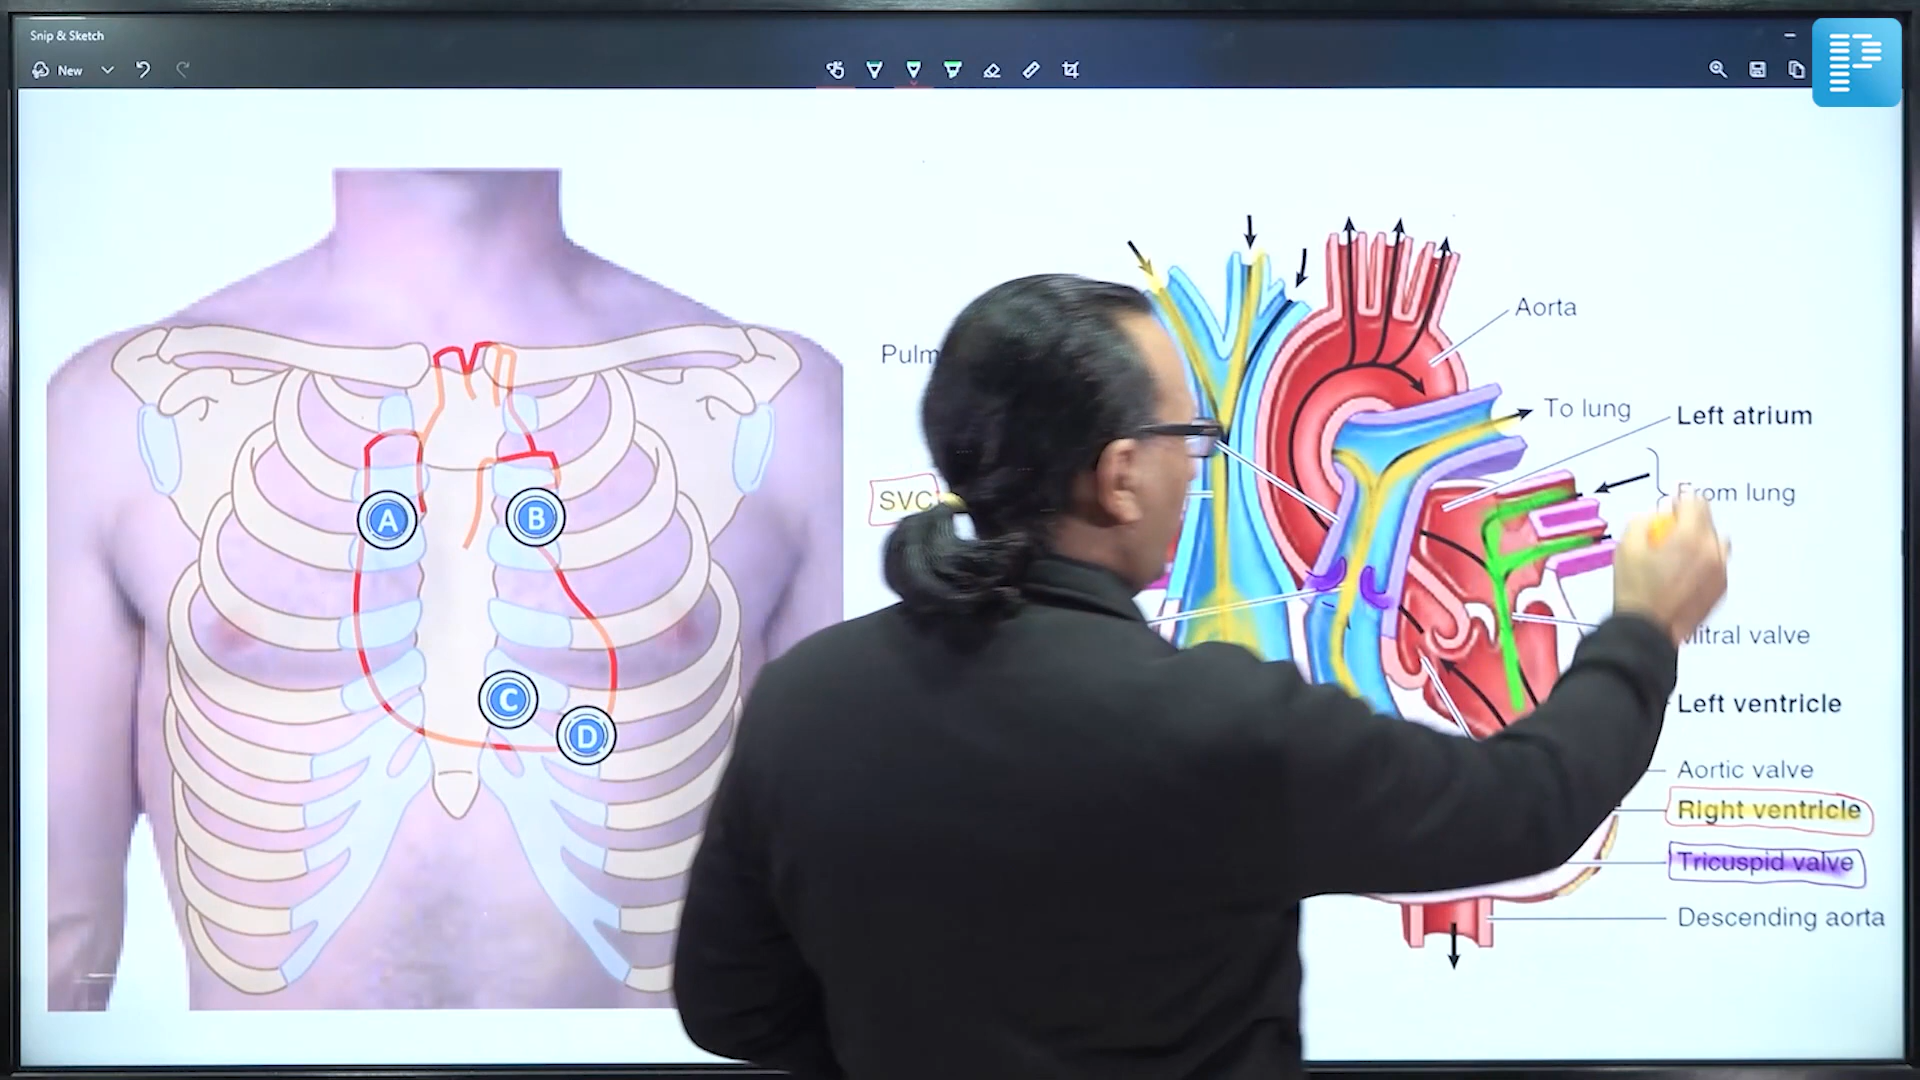 Snip & Sketch
New
Aorta
Pulm
To lung
Left atrium
SVC
From lung
A
B
Mitral valve
C
Left ventricle
D
Aortic valve
Right ventricle
Tricuspid valve
Descending aorta